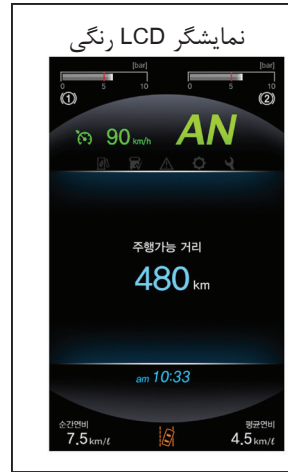 نمایشگر LCD رنگی
[bar] [bar]
0 5 10 0 5 10
(1) (2)
90 km/h AN
주행가능 거리
480 km
am 10:33
순간연비 평균연비
7.5 km/ℓ 4.5 km/ℓ